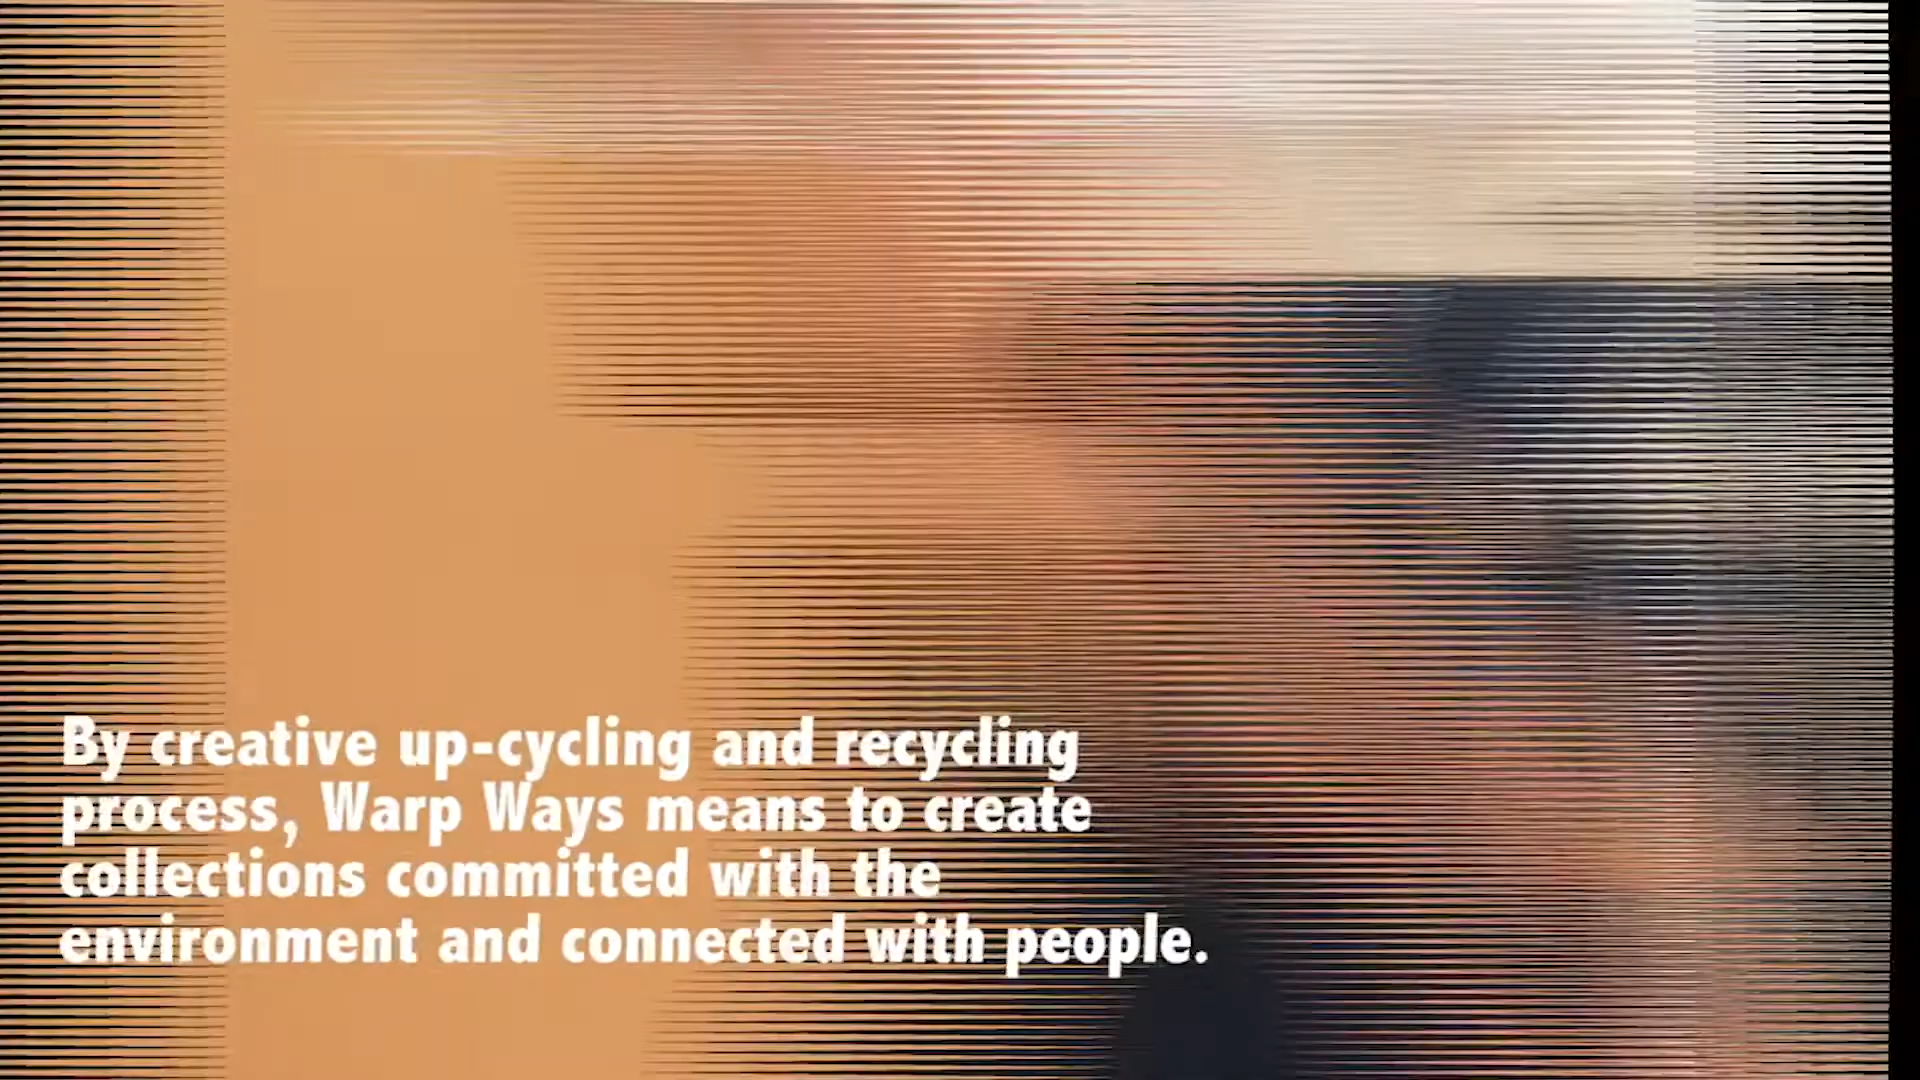 By creative up-cycling and recycling
process, Warp Ways means to create
collections committed with the
environment and connected with people.